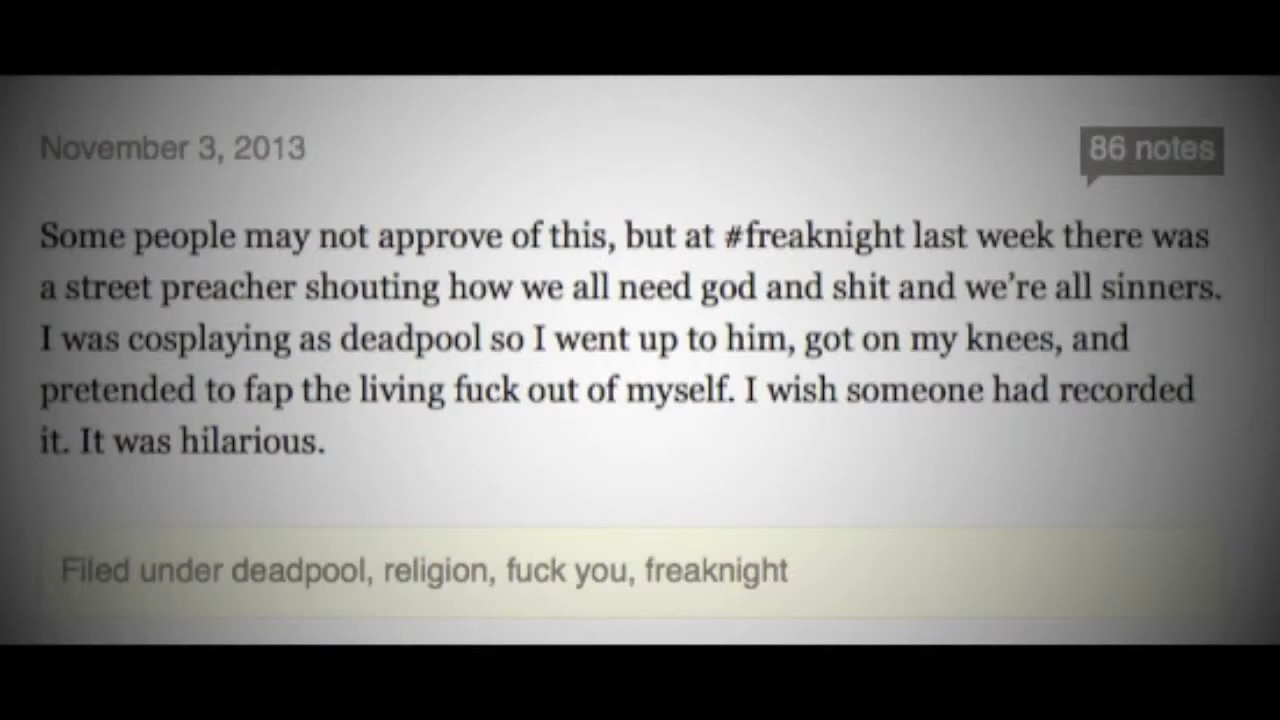 November 3, 2013
86 notes
Some people may not approve of this, but at #freaknight last week there was
a street preacher shouting how we all need god and shit and we're all sinners.
I was cosplaying as deadpool so I went up to him, got on my knees, and
pretended to fap the living fuck out of myself. I wish someone had recorded
it. It was hilarious.
Filed under deadpool, religion, fuck you, freaknight